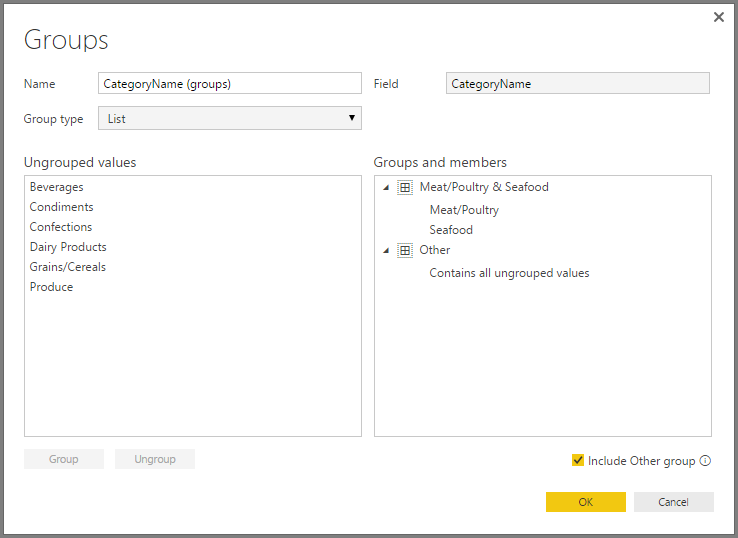 Groups
Name CategoryName (groups) Field CategoryName
Group type List
Ungrouped values
Beverages
Condiments
Confections
Dairy Products
Grains/Cereals
Produce
Groups and members
Meat/Poultry & Seafood
Meat/Poultry
Seafood
Other
Contains all ungrouped values
Group Ungroup
Include Other group
OK Cancel